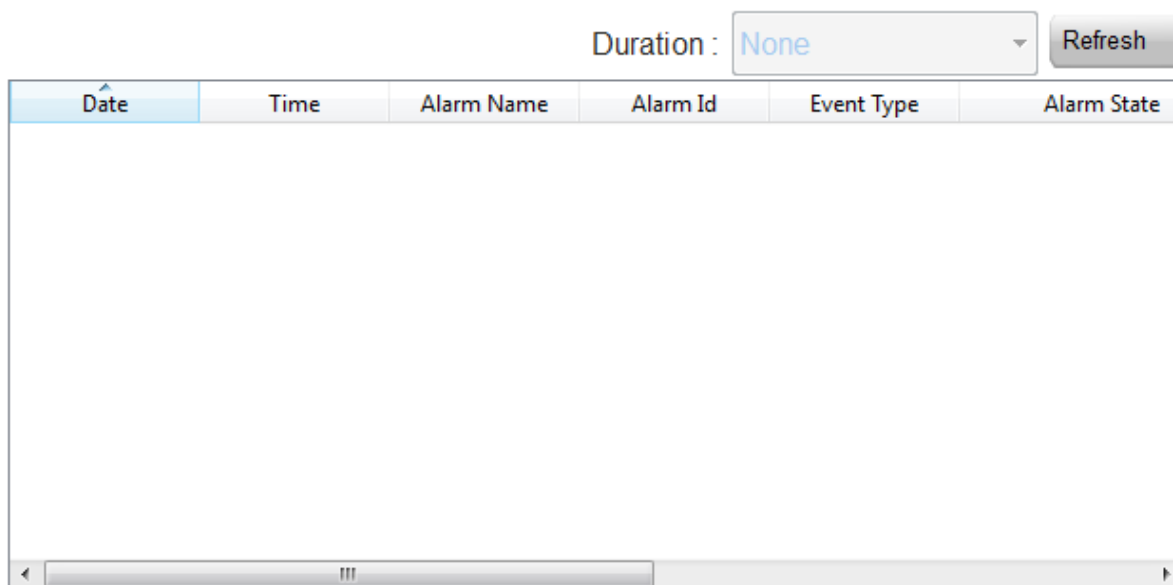 Duration : None Refresh
Date Time Alarm Name Alarm Id Event Type Alarm State